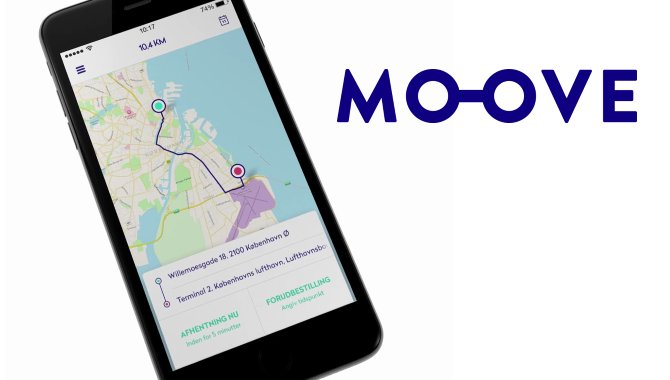 10:17
74%
10,4 KM
MO-OVE
Willemoesgade 18, 2100 København Ø
Terminal 2, Københavns lufthavn, Lufthavnsbo
AFHENTNING NU
Inden for 5 minutter
FORUDBESTILLING
Angiv tidspunkt